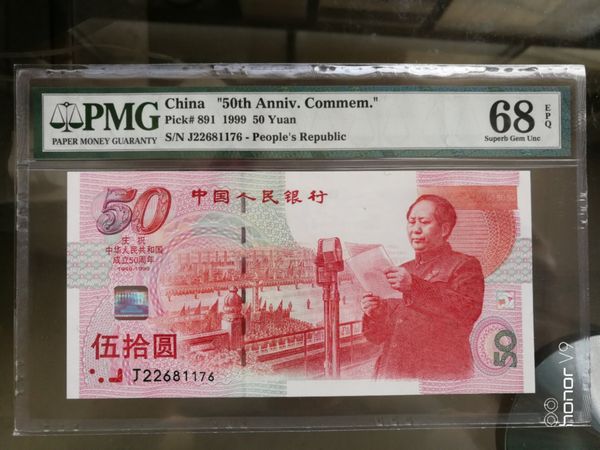 PMG
PAPER MONEY GUARANTY
China "50th Anniv. Commem."
Pick# 891 1999 50 Yuan
S/N J22681176 - People's Republic
68
EPQ
Superb Gem Unc
50
中国人民银行
庆祝
中华人民共和国
成立50周年
1949-1999
伍拾圆
J22681176
50
honor V9